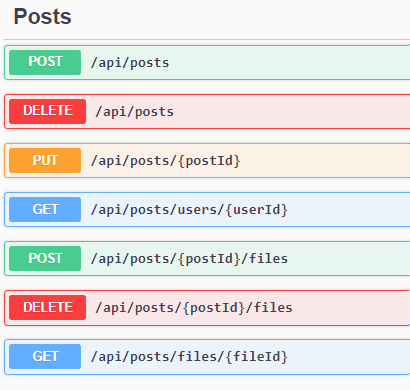 Posts
POST /api/posts
DELETE /api/posts
PUT /api/posts/{postId}
GET /api/posts/users/{userId}
POST /api/posts/{postId}/files
DELETE /api/posts/{postId}/files
GET /api/posts/files/{fileId}